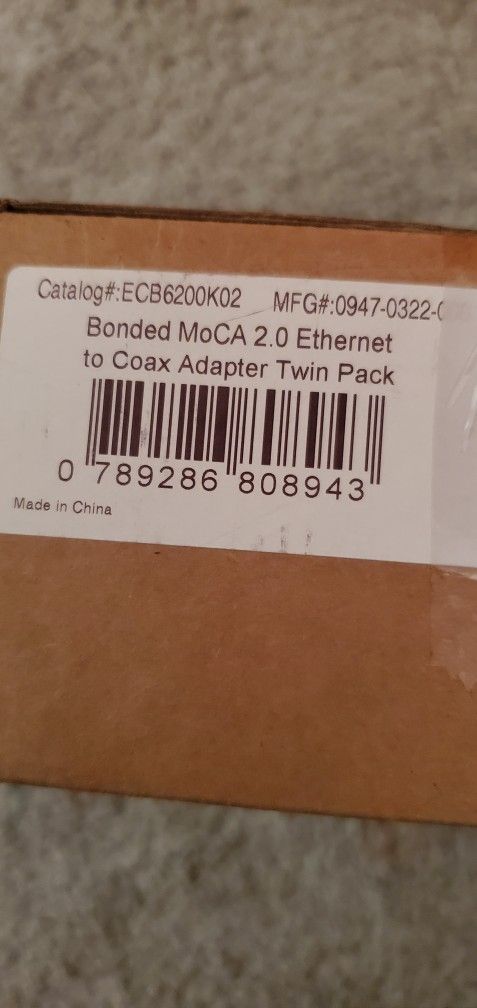 Catalog#:ECB6200K02 MFG#:0947-0322-
Bonded MoCA 2.0 Ethernet
to Coax Adapter Twin Pack
0 789286 808943
Made in China